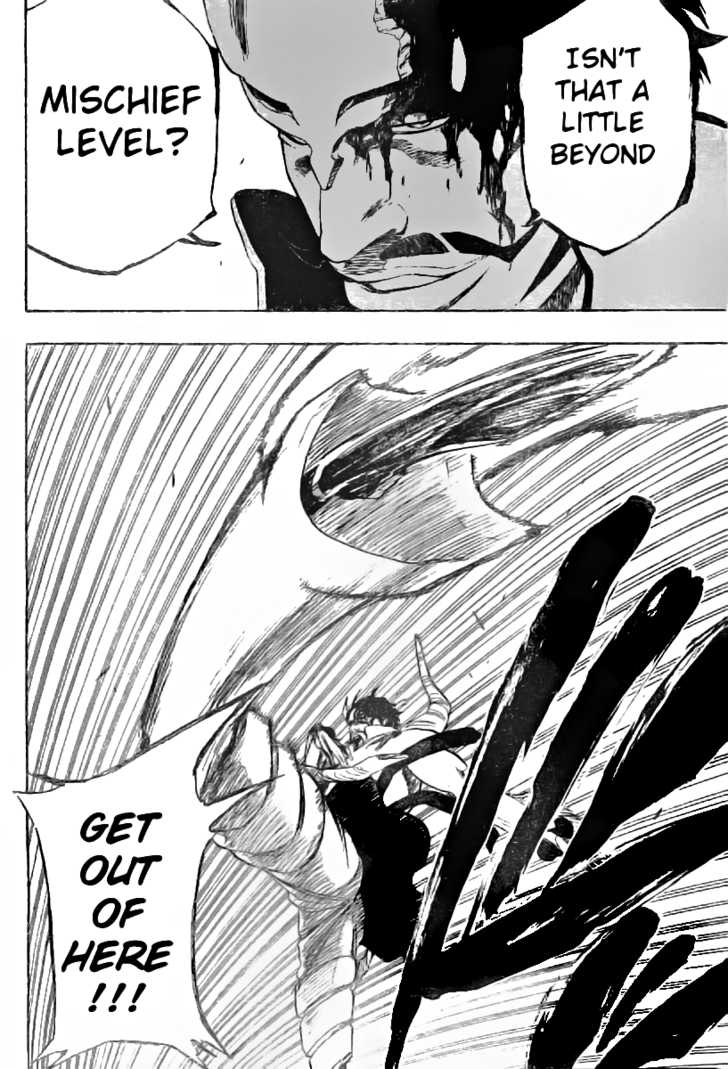 ISN'T
THAT A
LITTLE
BEYOND
MISCHIEF
LEVEL?
GET
OUT
OF
HERE
!!!